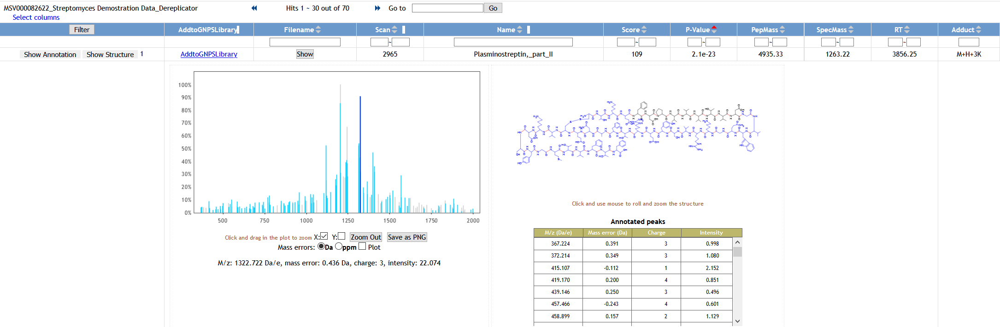 MSV000082622_Streptomyces Demostration Data_Dereplicator Hits 1 ~ 30 out of 70 Go to Go
Select columns
Filter AddtoGNPSLibrary Filename Scan Name Score P-Value PepMass SpecMass RT Adduct
~ ~ ~ ~ ~ ~
Show Annotation Show Structure 1 AddtoGNPSLibrary Show 2965 Plasminostreptin,_part_II 109 2.1e-23 4935.33 1263.22 3856.25 M+H+3K
100%
90%
80%
70%
60%
50%
40%
30%
20%
10%
0%
500 750 1000 1250 1500 1750 2000
Click and drag in the plot to zoom X: Y: Zoom Out Save as PNG
Mass errors: Da ppm Plot
M/z: 1322.722 Da/e, mass error: 0.436 Da, charge: 3, intensity: 22.074
Click and use mouse to roll and zoom the structure
Annotated peaks
M/z (Da/e) Mass error (Da) Charge Intensity
367.224 0.391 3 0.998
372.214 0.349 3 1.080
415.107 -0.112 1 2.152
419.170 0.200 4 0.851
439.146 0.250 3 0.496
457.466 -0.243 4 0.601
458.899 0.157 2 1.129